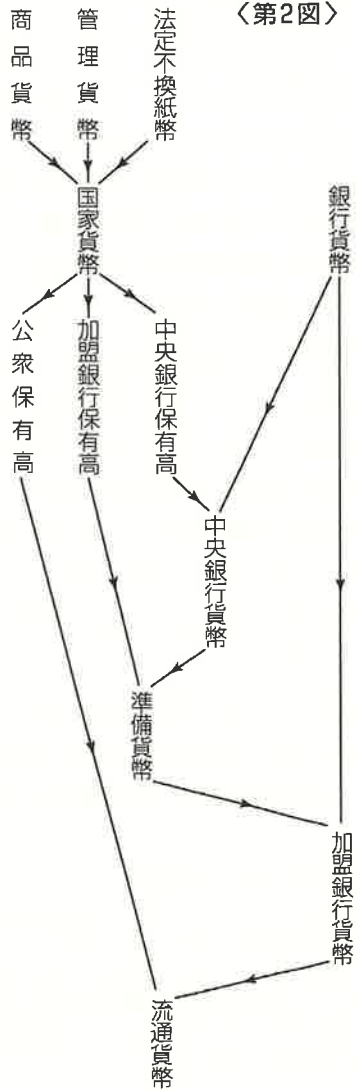 〈第2図〉
法定不換紙幣
管理貨幣
商品貨幣
国家貨幣
銀行貨幣
中央銀行保有高
加盟銀行保有高
公衆保有高
中央銀行貨幣
準備貨幣
加盟銀行貨幣
流通貨幣